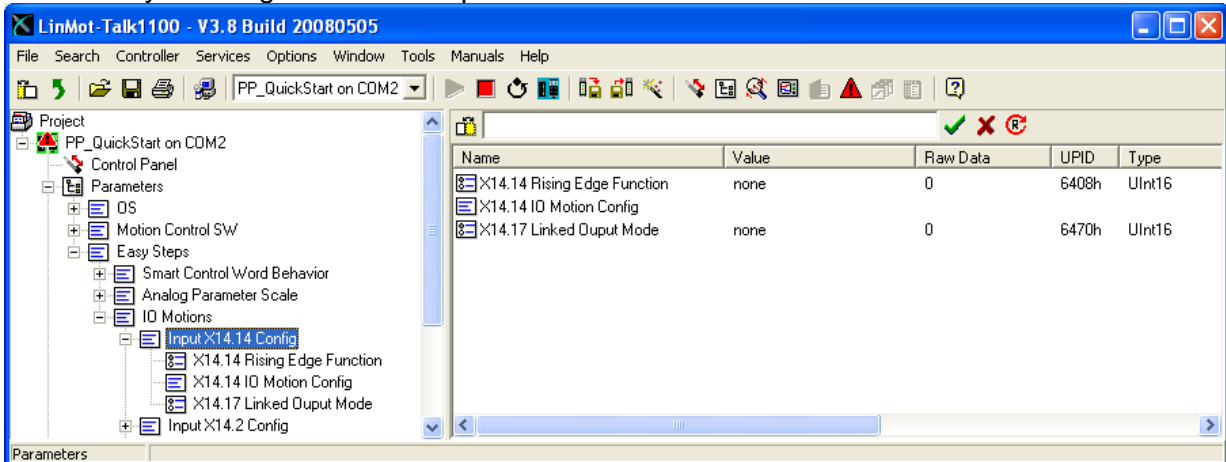 LinMot-Talk1100 - V3.8 Build 20080505
File Search Controller Services Options Window Tools Manuals Help
PP_QuickStart on COM2
Project
PP_QuickStart on COM2
Control Panel
Parameters
OS
Motion Control SW
Easy Steps
Smart Control Word Behavior
Analog Parameter Scale
IO Motions
Input X14.14 Config
X14.14 Rising Edge Function
X14.14 IO Motion Config
X14.17 Linked Ouput Mode
Input X14.2 Config
Name Value Raw Data UPID Type
X14.14 Rising Edge Function none 0 6408h UInt16
X14.14 IO Motion Config
X14.17 Linked Ouput Mode none 0 6470h UInt16
Parameters